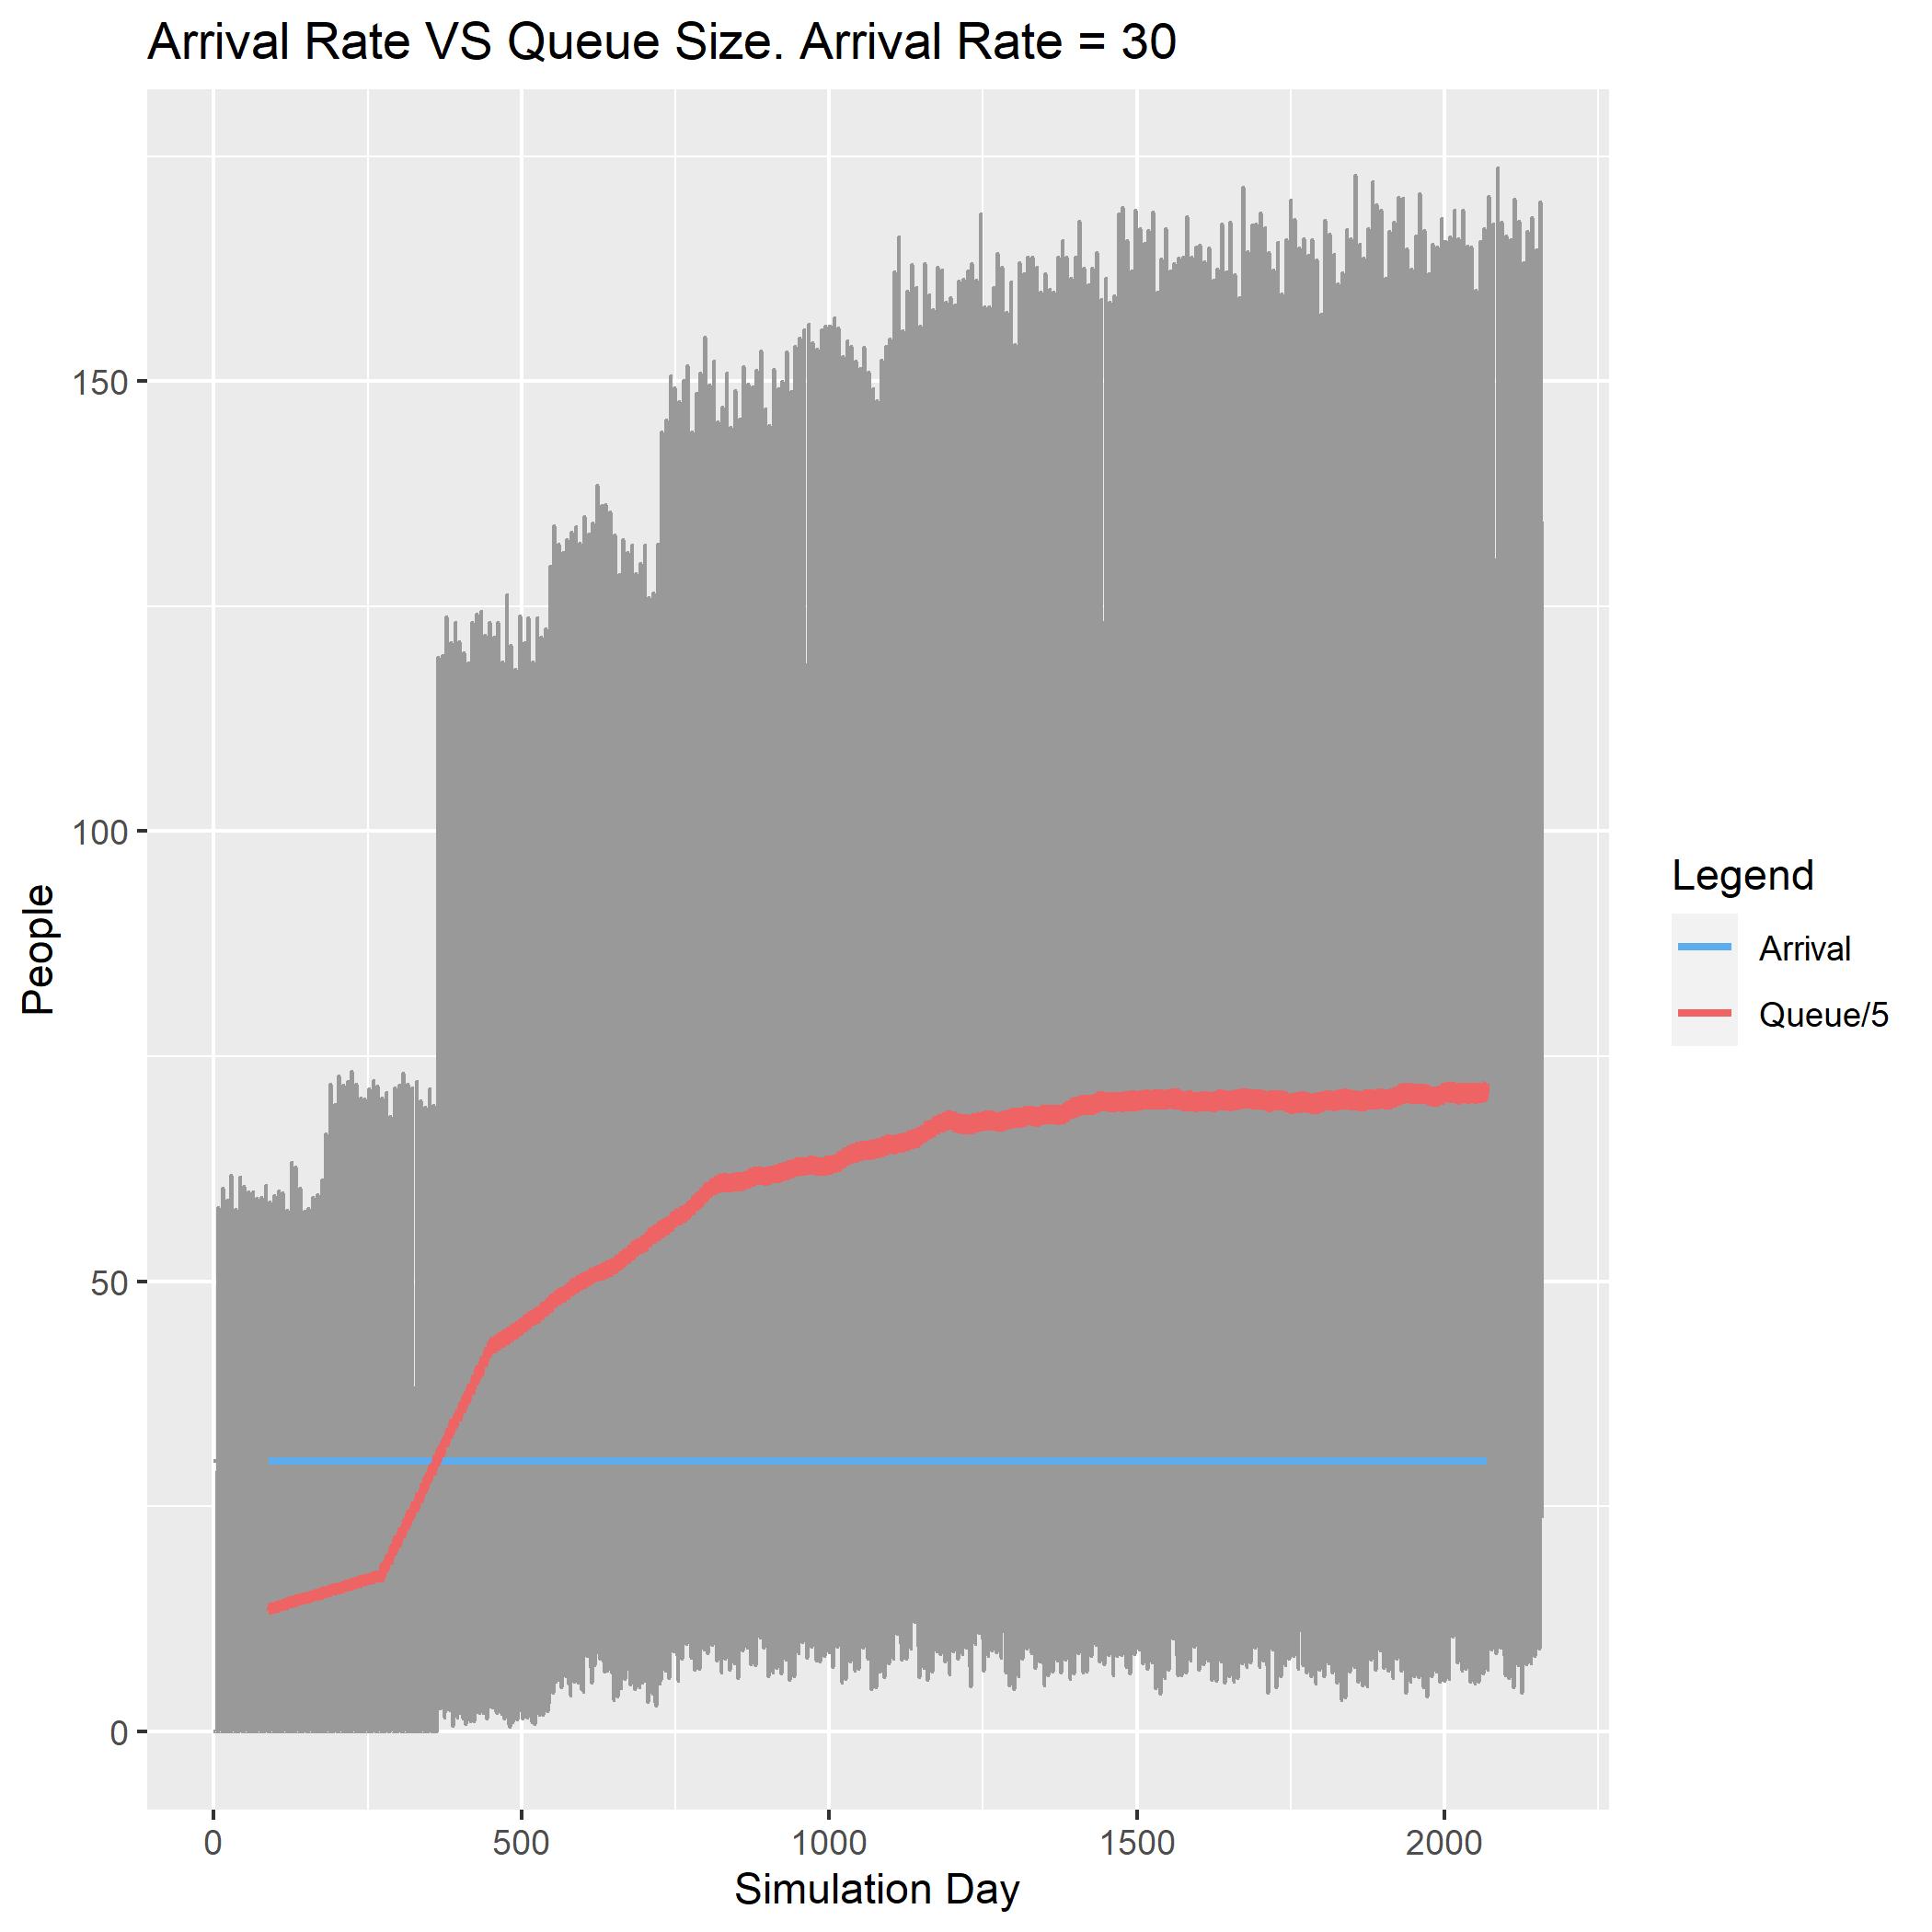 Arrival Rate VS Queue Size. Arrival Rate = 30
150
100
50
0
People
0 500 1000 1500 2000
Simulation Day
Legend
Arrival
Queue/5